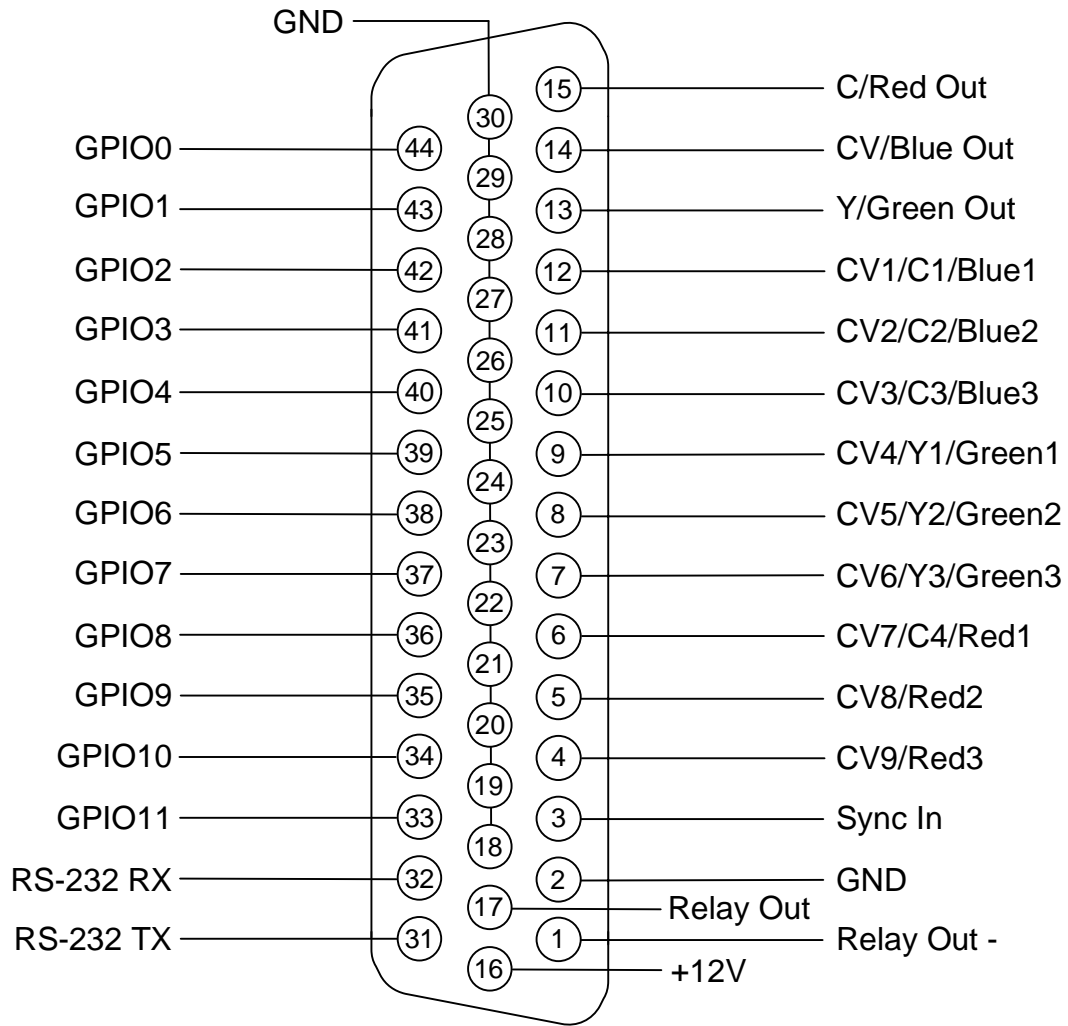 GND
15 C/Red Out
30
GPIO0 44 14 CV/Blue Out
29
GPIO1 43 13 Y/Green Out
28
GPIO2 42 12 CV1/C1/Blue1
27
GPIO3 41 11 CV2/C2/Blue2
26
GPIO4 40 10 CV3/C3/Blue3
25
GPIO5 39 9 CV4/Y1/Green1
24
GPIO6 38 8 CV5/Y2/Green2
23
GPIO7 37 7 CV6/Y3/Green3
22
GPIO8 36 6 CV7/C4/Red1
21
GPIO9 35 5 CV8/Red2
20
GPIO10 34 4 CV9/Red3
19
GPIO11 33 3 Sync In
18
RS-232 RX 32 2 GND
17 Relay Out
RS-232 TX 31 1 Relay Out -
16 +12V